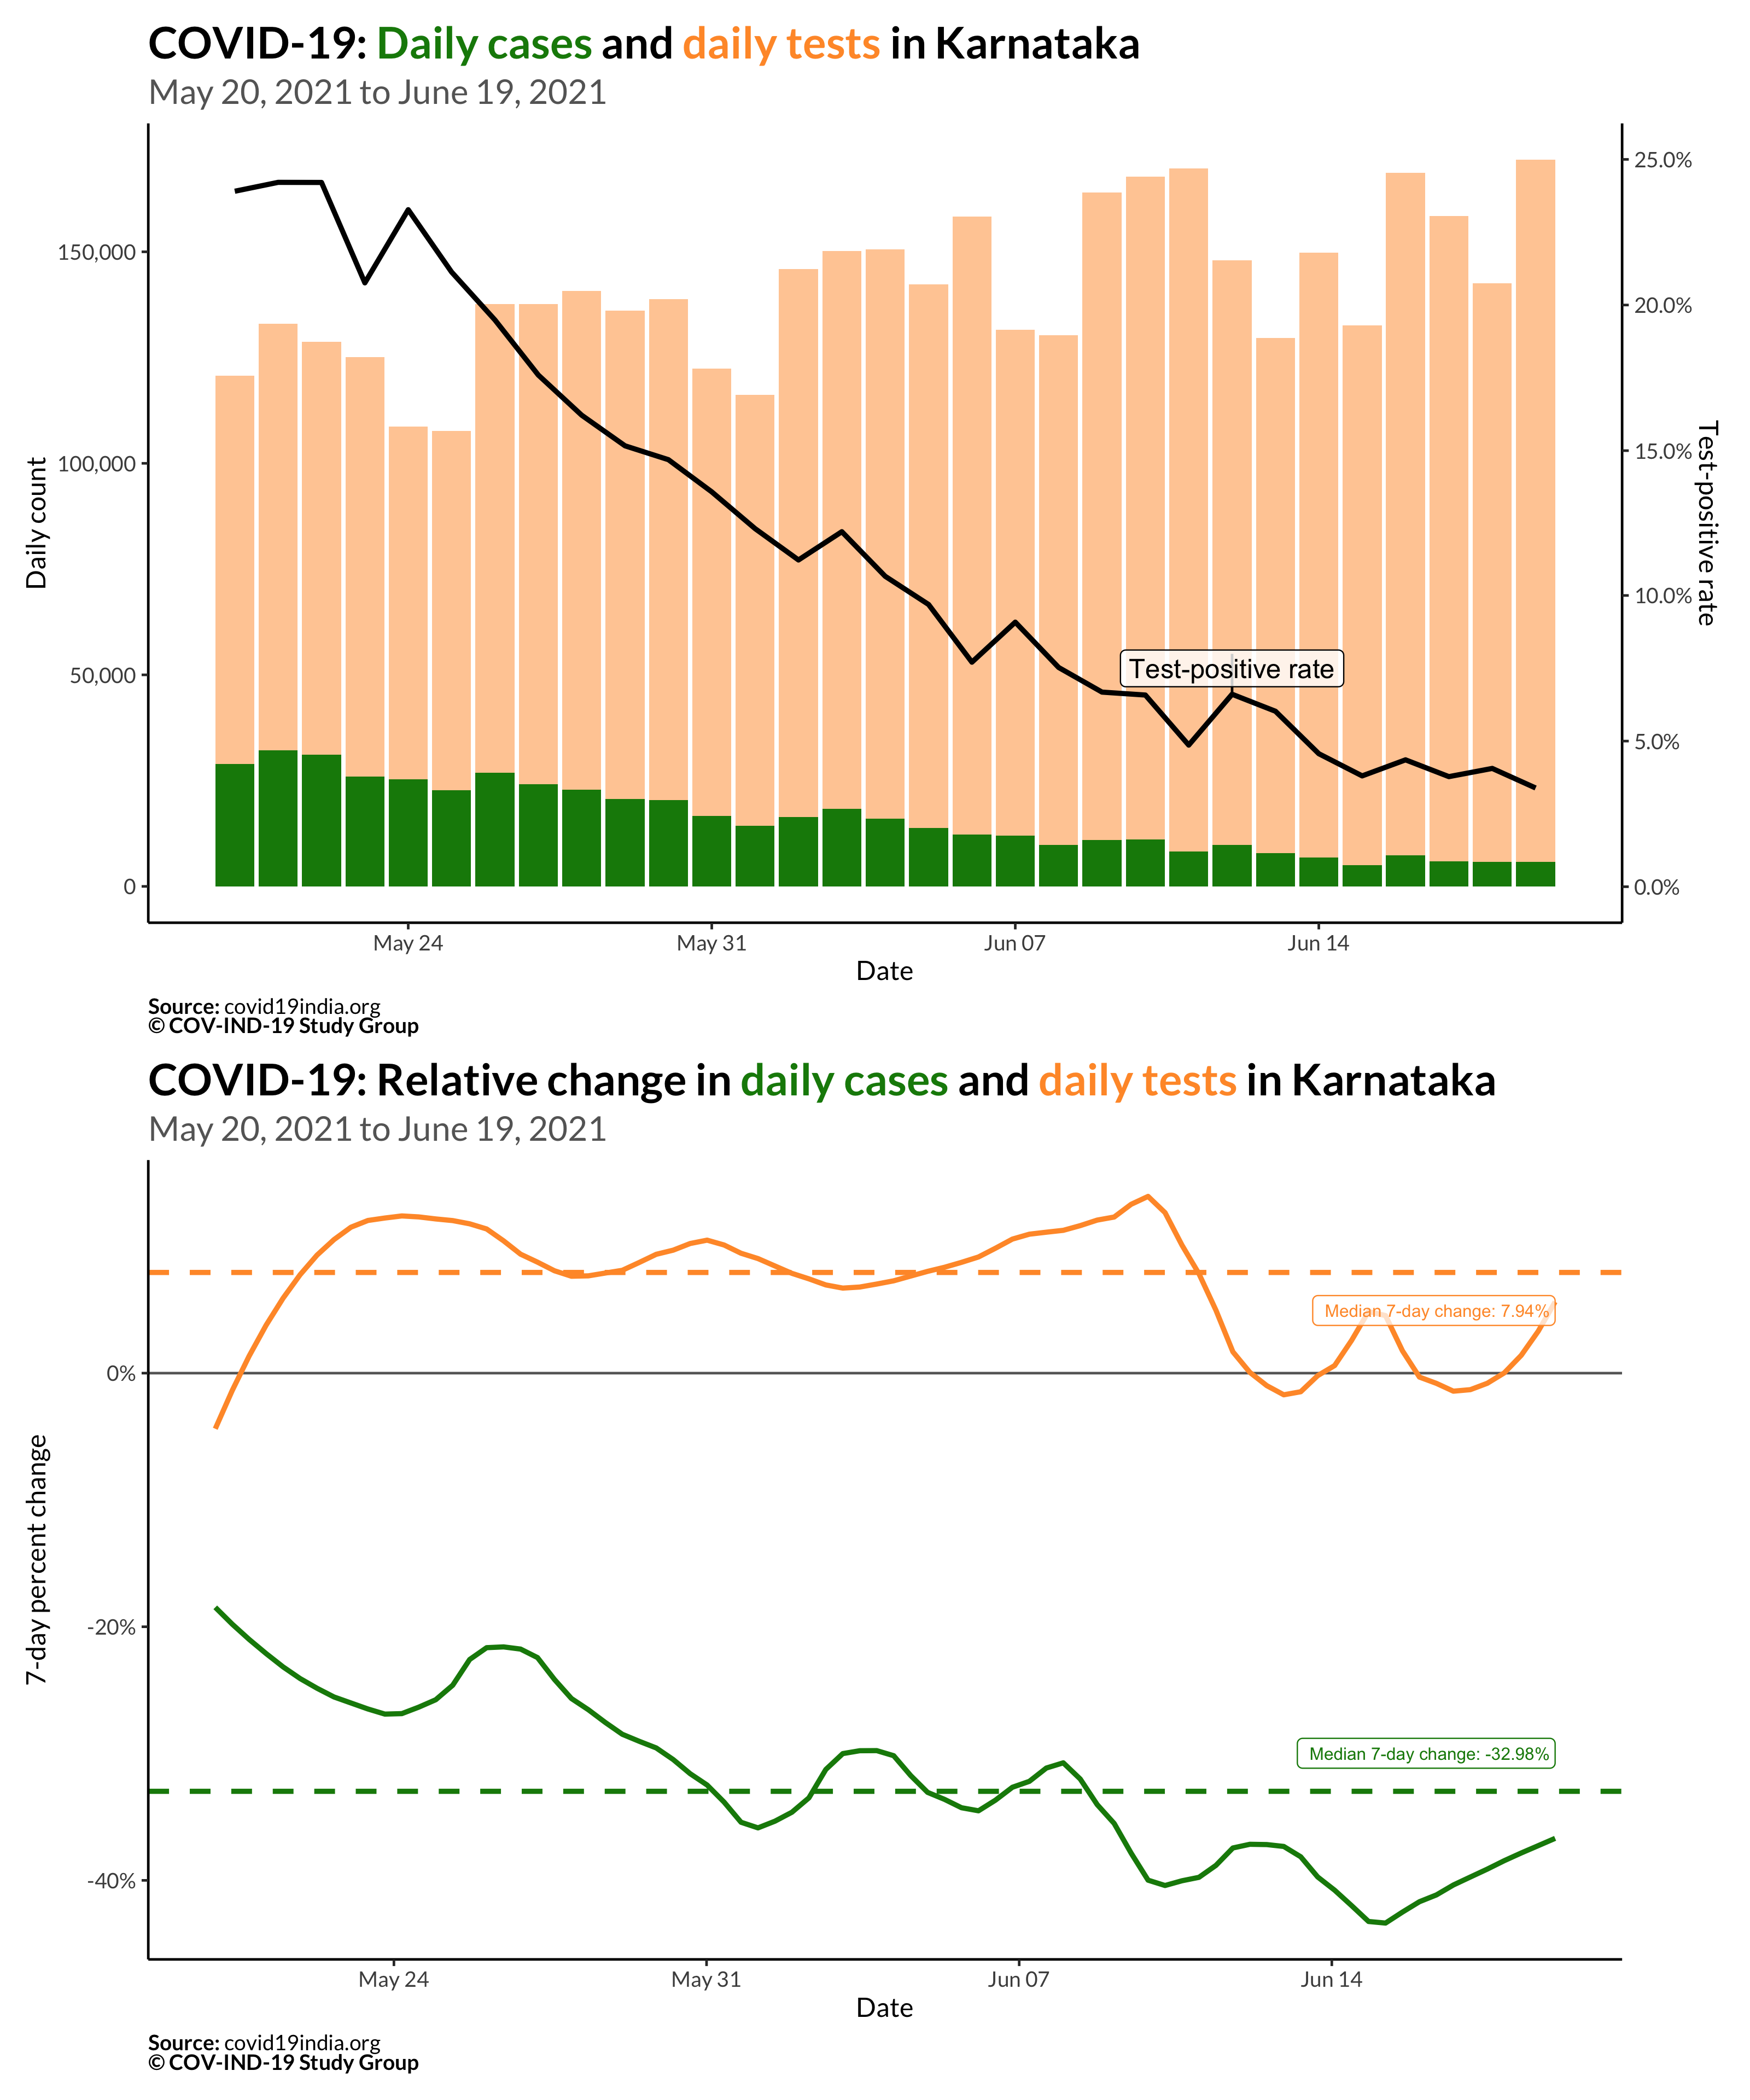 COVID-19: Daily cases and daily tests in Karnataka
May 20, 2021 to June 19, 2021
Daily count
150,000
100,000
50,000
0
25.0%
20.0%
15.0%
10.0%
5.0%
0.0%
Test-positive rate
Test-positive rate
May 24
May 31
Jun 07
Jun 14
Date
Source: covid19india.org
© COV-IND-19 Study Group
COVID-19: Relative change in daily cases and daily tests in Karnataka
May 20, 2021 to June 19, 2021
7-day percent change
0%
-20%
-40%
Median 7-day change: 7.94%
Median 7-day change: -32.98%
May 24
May 31
Jun 07
Jun 14
Date
Source: covid19india.org
© COV-IND-19 Study Group